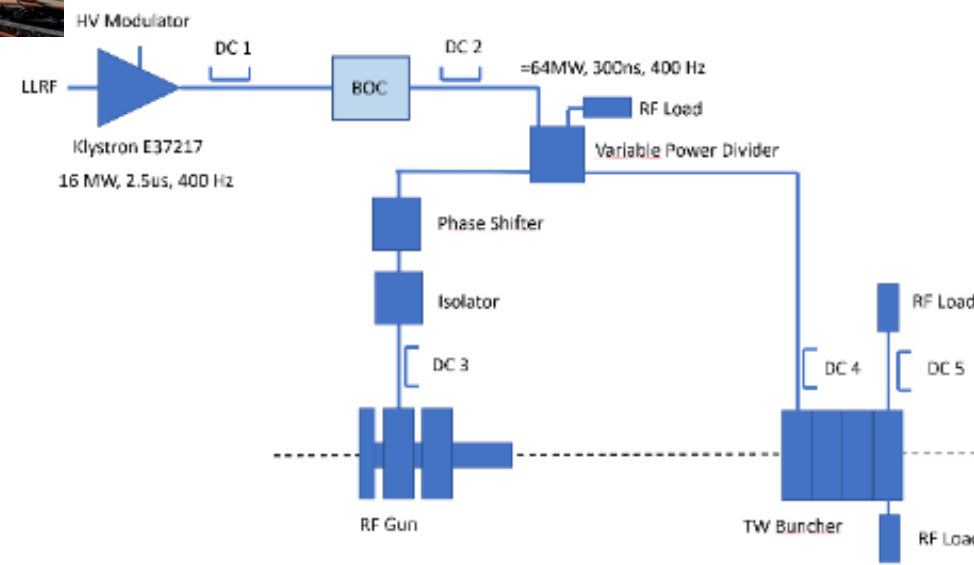 HV Modulator
DC 1
DC 2
=64MW, 300ns, 400 Hz
LLRF
BOC
RF Load
Klystron E37217
Variable Power Divider
16 MW, 2.5us, 400 Hz
Phase Shifter
Isolator
RF Load
DC 3
DC 4
DC 5
RF Gun
TW Buncher
RF Load